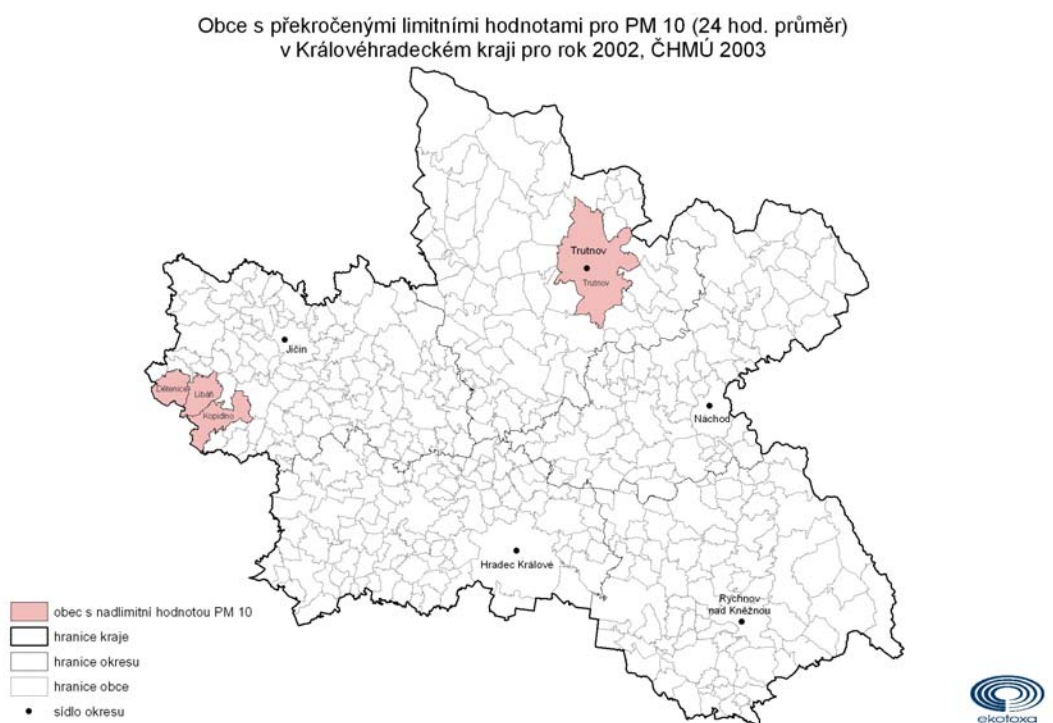 Obce s překročenými limitními hodnotami pro PM 10 (24 hod. průměr)
v Královéhradeckém kraji pro rok 2002, ČHMÚ 2003
Trutnov
Trutnov
Jičín
Dětenice
Libáň
Kopidlno
Náchod
Hradec Králové
Rychnov
nad Kněžnou
obec s nadlimitní hodnotou PM 10
hranice kraje
hranice okresu
hranice obce
sídlo okresu
ekotoxa